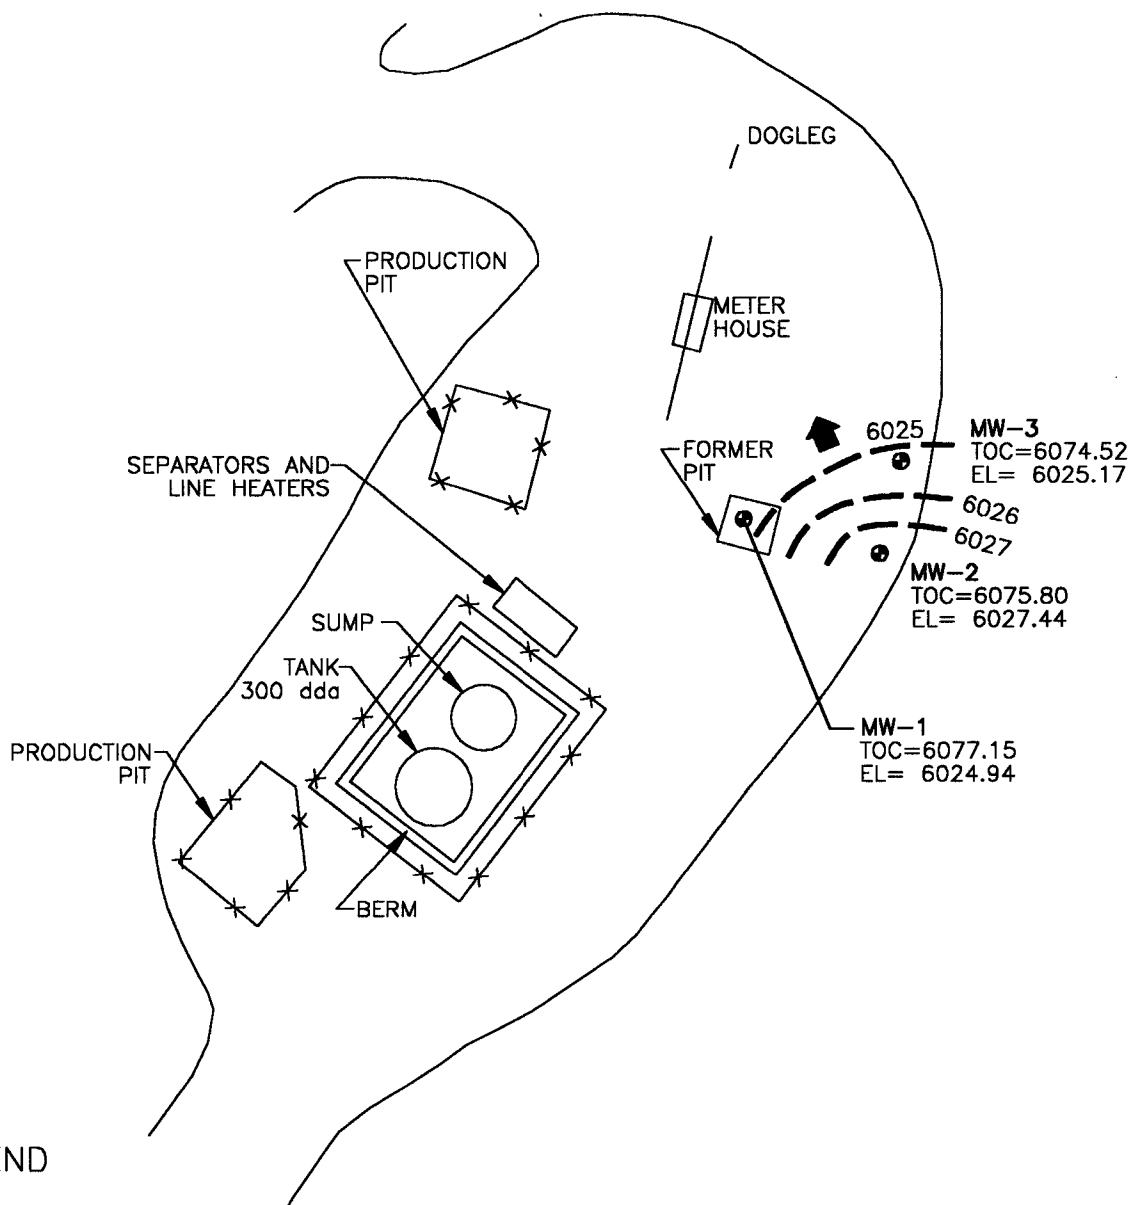 DOGLEG
PRODUCTION
PIT
METER
HOUSE
6025
MW-3
TOC=6074.52
EL= 6025.17
FORMER
PIT
SEPARATORS AND
LINE HEATERS
6026
6027
MW-2
TOC=6075.80
EL= 6027.44
SUMP
TANK
300 dda
MW-1
TOC=6077.15
EL= 6024.94
PRODUCTION
PIT
BERM
END